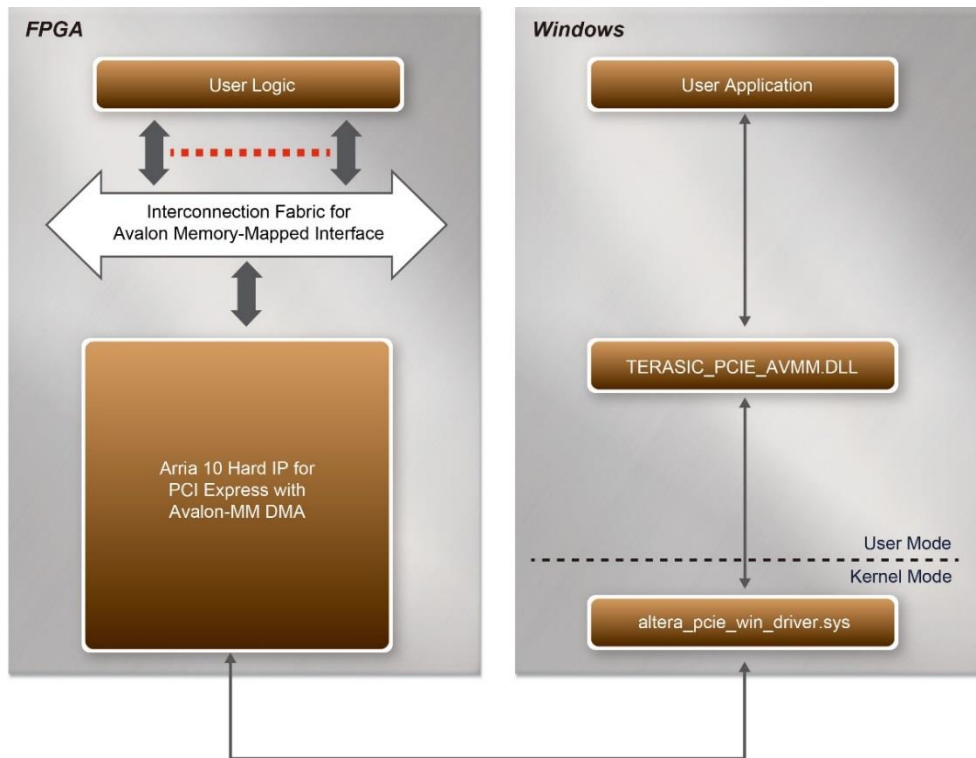 FPGA
User Logic
Interconnection Fabric for
Avalon Memory-Mapped Interface
Arria 10 Hard IP for
PCI Express with
Avalon-MM DMA
Windows
User Application
TERASIC_PCIE_AVMM.DLL
User Mode
Kernel Mode
altera_pcie_win_driver.sys